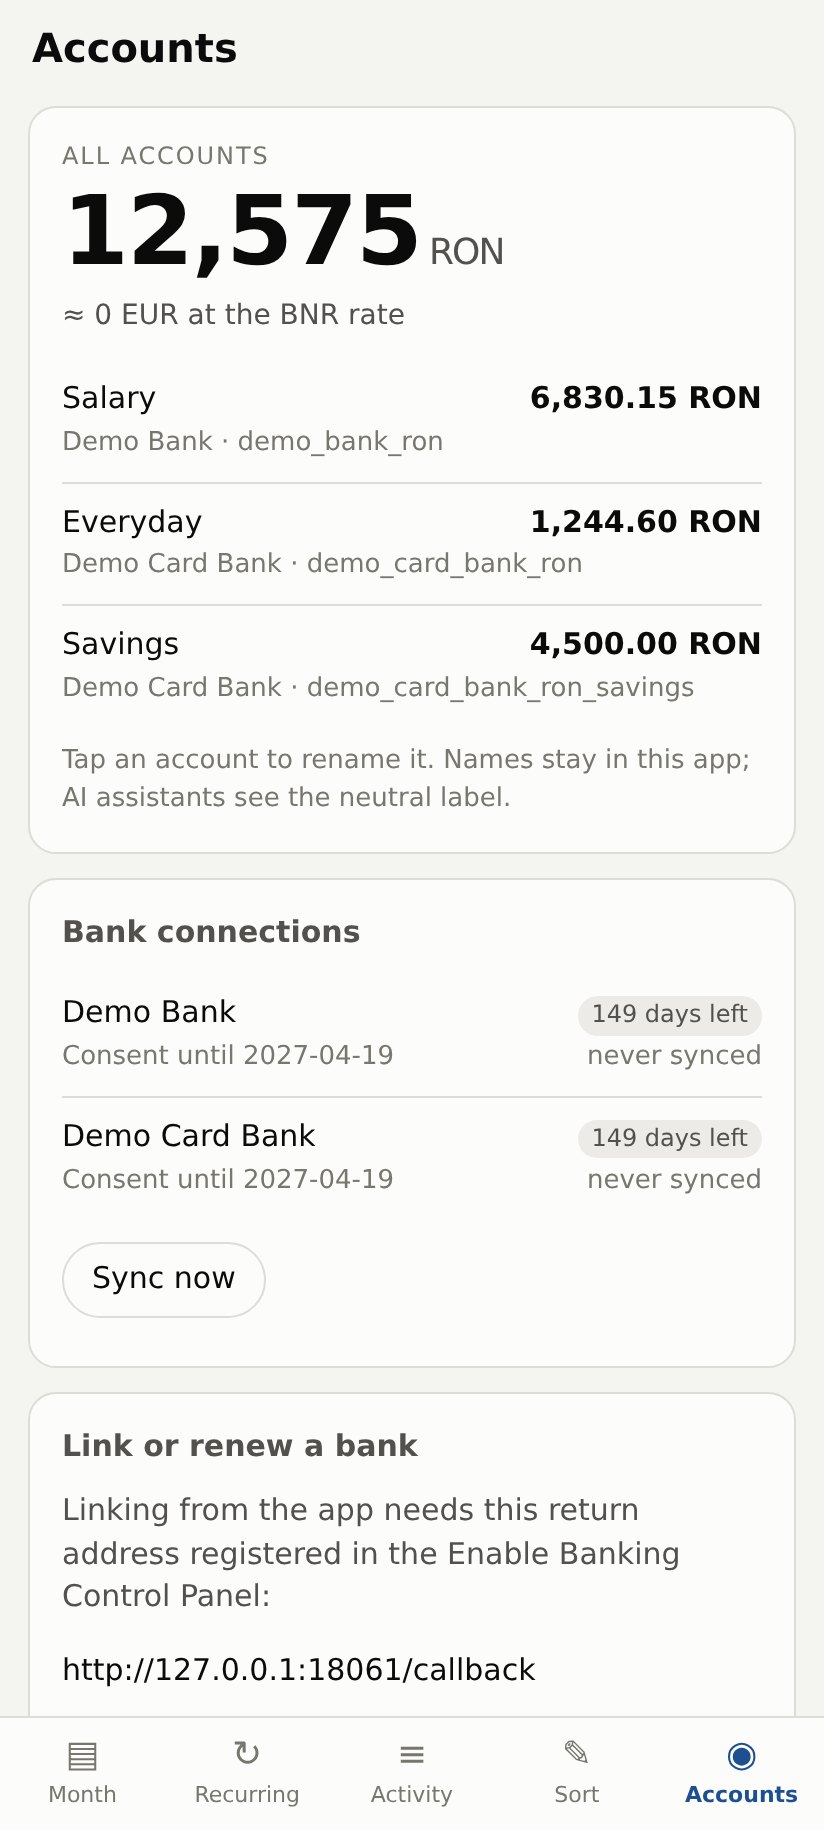 Accounts
ALL ACCOUNTS
12,575 RON
≈ 0 EUR at the BNR rate
Salary 6,830.15 RON
Demo Bank · demo_bank_ron
Everyday 1,244.60 RON
Demo Card Bank · demo_card_bank_ron
Savings 4,500.00 RON
Demo Card Bank · demo_card_bank_ron_savings
Tap an account to rename it. Names stay in this app;
AI assistants see the neutral label.
Bank connections
Demo Bank 149 days left
Consent until 2027-04-19 never synced
Demo Card Bank 149 days left
Consent until 2027-04-19 never synced
Sync now
Link or renew a bank
Linking from the app needs this return
address registered in the Enable Banking
Control Panel:
http://127.0.0.1:18061/callback
Month Recurring Activity Sort Accounts